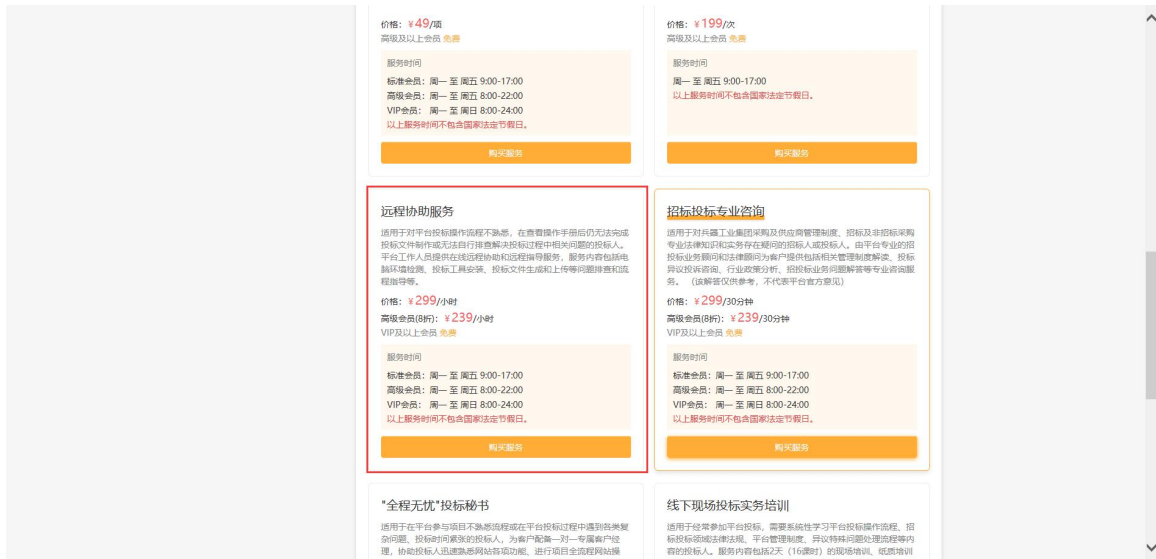 价格：￥49/项
高级及以上会员 免费
服务时间
标准会员：周一 至 周五 9:00-17:00
高级会员：周一 至 周五 8:00-22:00
VIP会员： 周一 至 周日 8:00-24:00
以上服务时间不包含国家法定节假日。
购买服务
价格：￥199/次
高级及以上会员 免费
服务时间
周一 至 周五 9:00-17:00
以上服务时间不包含国家法定节假日。
购买服务
远程协助服务
适用于对平台投标操作流程不熟悉，在查看操作手册后仍无法完成
投标文件制作或无法自行排查解决投标过程中相关问题的投标人。
平台工作人员提供在线远程协助和远程指导服务，服务内容包括电
脑环境检测、投标工具安装、投标文件生成和上传等问题排查和流
程指导等。
价格：￥299/小时
高级会员(8折)：￥239/小时
VIP及以上会员 免费
服务时间
标准会员：周一 至 周五 9:00-17:00
高级会员：周一 至 周五 8:00-22:00
VIP会员： 周一 至 周日 8:00-24:00
以上服务时间不包含国家法定节假日。
购买服务
招标投标专业咨询
适用于对兵器工业集团采购及供应商管理制度、招标及非招标采购
专业法律知识和实务存在疑问的招标人或投标人。由平台专业的招
投标业务顾问和法律顾问为客户提供包括相关管理制度解读、投标
异议投诉咨询、行业政策分析、招投标业务问题解答等专业咨询服
务。（该解答仅供参考，不代表平台官方意见）
价格：￥299/30分钟
高级会员(8折)：￥239/30分钟
VIP及以上会员 免费
服务时间
标准会员：周一 至 周五 9:00-17:00
高级会员：周一 至 周五 8:00-22:00
VIP会员： 周一 至 周日 8:00-24:00
以上服务时间不包含国家法定节假日。
购买服务
"全程无忧"投标秘书
适用于在平台参与项目不熟悉流程或在平台投标过程中遇到各类复
杂问题、投标时间紧张的投标人，为客户配备一对一专属客户经
理，协助投标人迅速熟悉网站各项功能、进行项目全流程网站操
线下现场投标实务培训
适用于经常参加平台投标，需要系统性学习平台投标操作流程、招
标投标领域法律法规、平台管理制度、异议特殊问题处理流程等内
容的投标人。服务内容包括2天（16课时）的现场培训、纸质培训